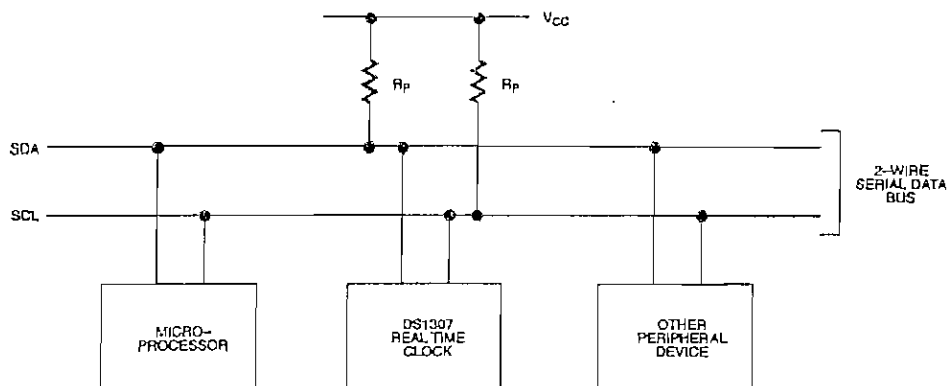 VCC
RP
RP
SDA
2-WIRE
SERIAL DATA
BUS
SCL
MICRO-
PROCESSOR
DS1307
REAL TIME
CLOCK
OTHER
PERIPHERAL
DEVICE